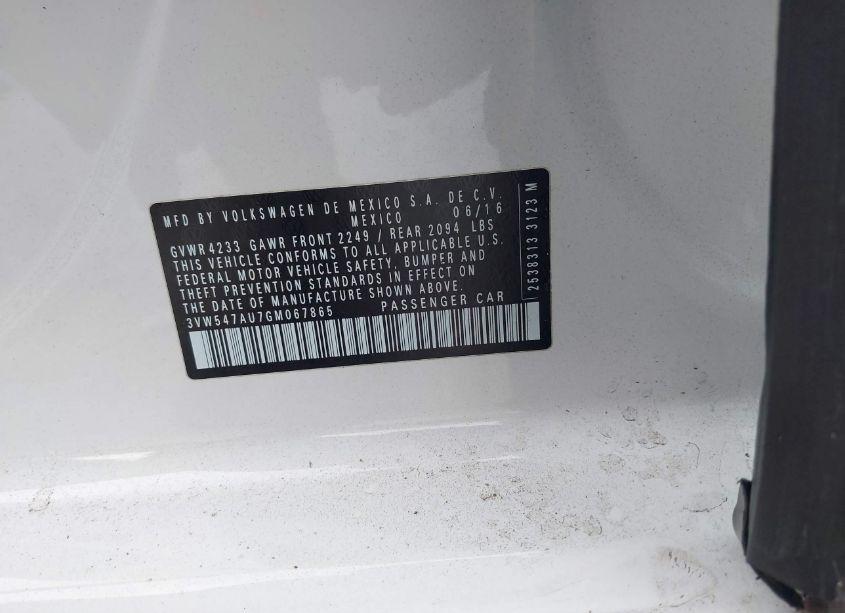 MFD BY VOLKSWAGEN DE MEXICO S.A. DE C.V.
MEXICO 06/16
GVWR 4233 GAWR FRONT 2249 / REAR 2094 LBS
THIS VEHICLE CONFORMS TO ALL APPLICABLE U.S.
FEDERAL MOTOR VEHICLE SAFETY, BUMPER AND
THEFT PREVENTION STANDARDS IN EFFECT ON
THE DATE OF MANUFACTURE SHOWN ABOVE.
3VW547AU7GM067865 PASSENGER CAR
2538313 3123 M